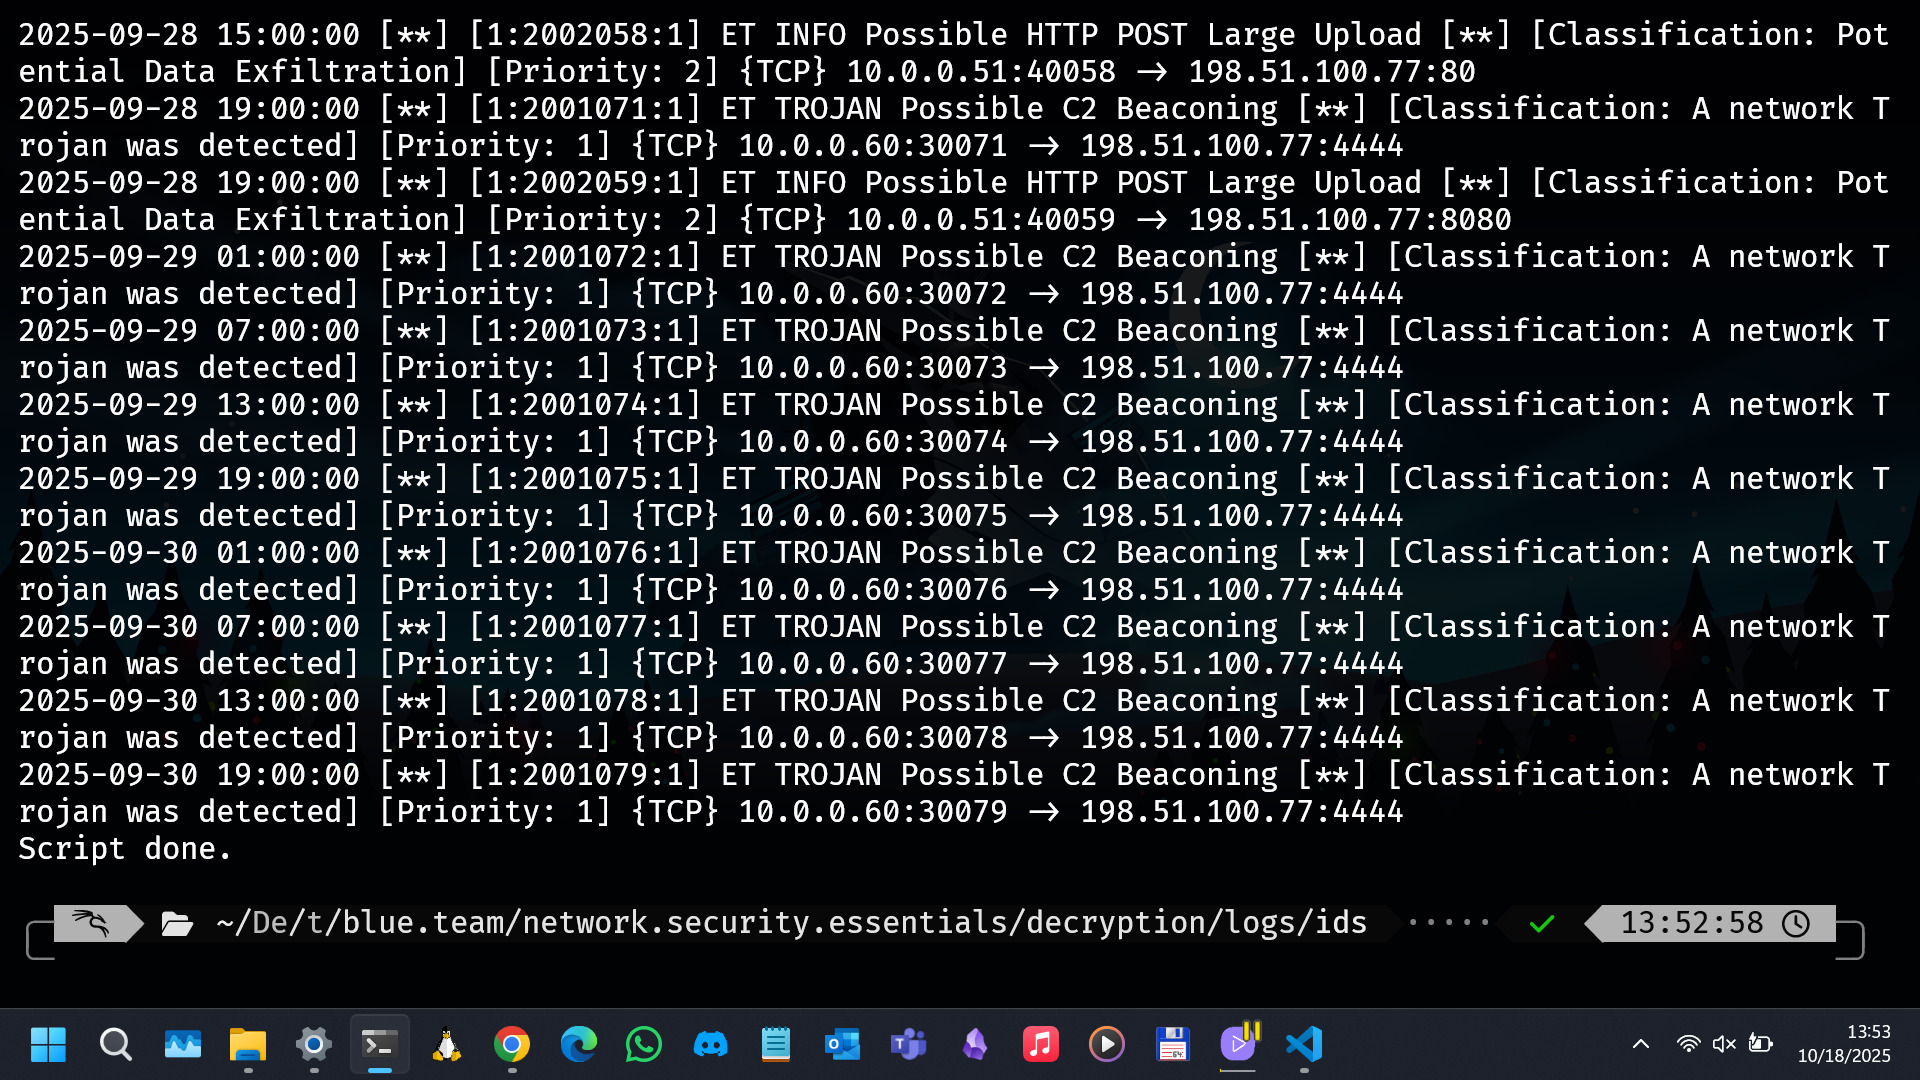 2025-09-28 15:00:00 [**] [1:2002058:1] ET INFO Possible HTTP POST Large Upload [**] [Classification: Pot
ential Data Exfiltration] [Priority: 2] {TCP} 10.0.0.51:40058 → 198.51.100.77:80
2025-09-28 19:00:00 [**] [1:2001071:1] ET TROJAN Possible C2 Beaconing [**] [Classification: A network T
rojan was detected] [Priority: 1] {TCP} 10.0.0.60:30071 → 198.51.100.77:4444
2025-09-28 19:00:00 [**] [1:2002059:1] ET INFO Possible HTTP POST Large Upload [**] [Classification: Pot
ential Data Exfiltration] [Priority: 2] {TCP} 10.0.0.51:40059 → 198.51.100.77:8080
2025-09-29 01:00:00 [**] [1:2001072:1] ET TROJAN Possible C2 Beaconing [**] [Classification: A network T
rojan was detected] [Priority: 1] {TCP} 10.0.0.60:30072 → 198.51.100.77:4444
2025-09-29 07:00:00 [**] [1:2001073:1] ET TROJAN Possible C2 Beaconing [**] [Classification: A network T
rojan was detected] [Priority: 1] {TCP} 10.0.0.60:30073 → 198.51.100.77:4444
2025-09-29 13:00:00 [**] [1:2001074:1] ET TROJAN Possible C2 Beaconing [**] [Classification: A network T
rojan was detected] [Priority: 1] {TCP} 10.0.0.60:30074 → 198.51.100.77:4444
2025-09-29 19:00:00 [**] [1:2001075:1] ET TROJAN Possible C2 Beaconing [**] [Classification: A network T
rojan was detected] [Priority: 1] {TCP} 10.0.0.60:30075 → 198.51.100.77:4444
2025-09-30 01:00:00 [**] [1:2001076:1] ET TROJAN Possible C2 Beaconing [**] [Classification: A network T
rojan was detected] [Priority: 1] {TCP} 10.0.0.60:30076 → 198.51.100.77:4444
2025-09-30 07:00:00 [**] [1:2001077:1] ET TROJAN Possible C2 Beaconing [**] [Classification: A network T
rojan was detected] [Priority: 1] {TCP} 10.0.0.60:30077 → 198.51.100.77:4444
2025-09-30 13:00:00 [**] [1:2001078:1] ET TROJAN Possible C2 Beaconing [**] [Classification: A network T
rojan was detected] [Priority: 1] {TCP} 10.0.0.60:30078 → 198.51.100.77:4444
2025-09-30 19:00:00 [**] [1:2001079:1] ET TROJAN Possible C2 Beaconing [**] [Classification: A network T
rojan was detected] [Priority: 1] {TCP} 10.0.0.60:30079 → 198.51.100.77:4444
Script done.
~/De/t/blue.team/network.security.essentials/decryption/logs/ids ····· ✓ 13:52:58
13:53
10/18/2025